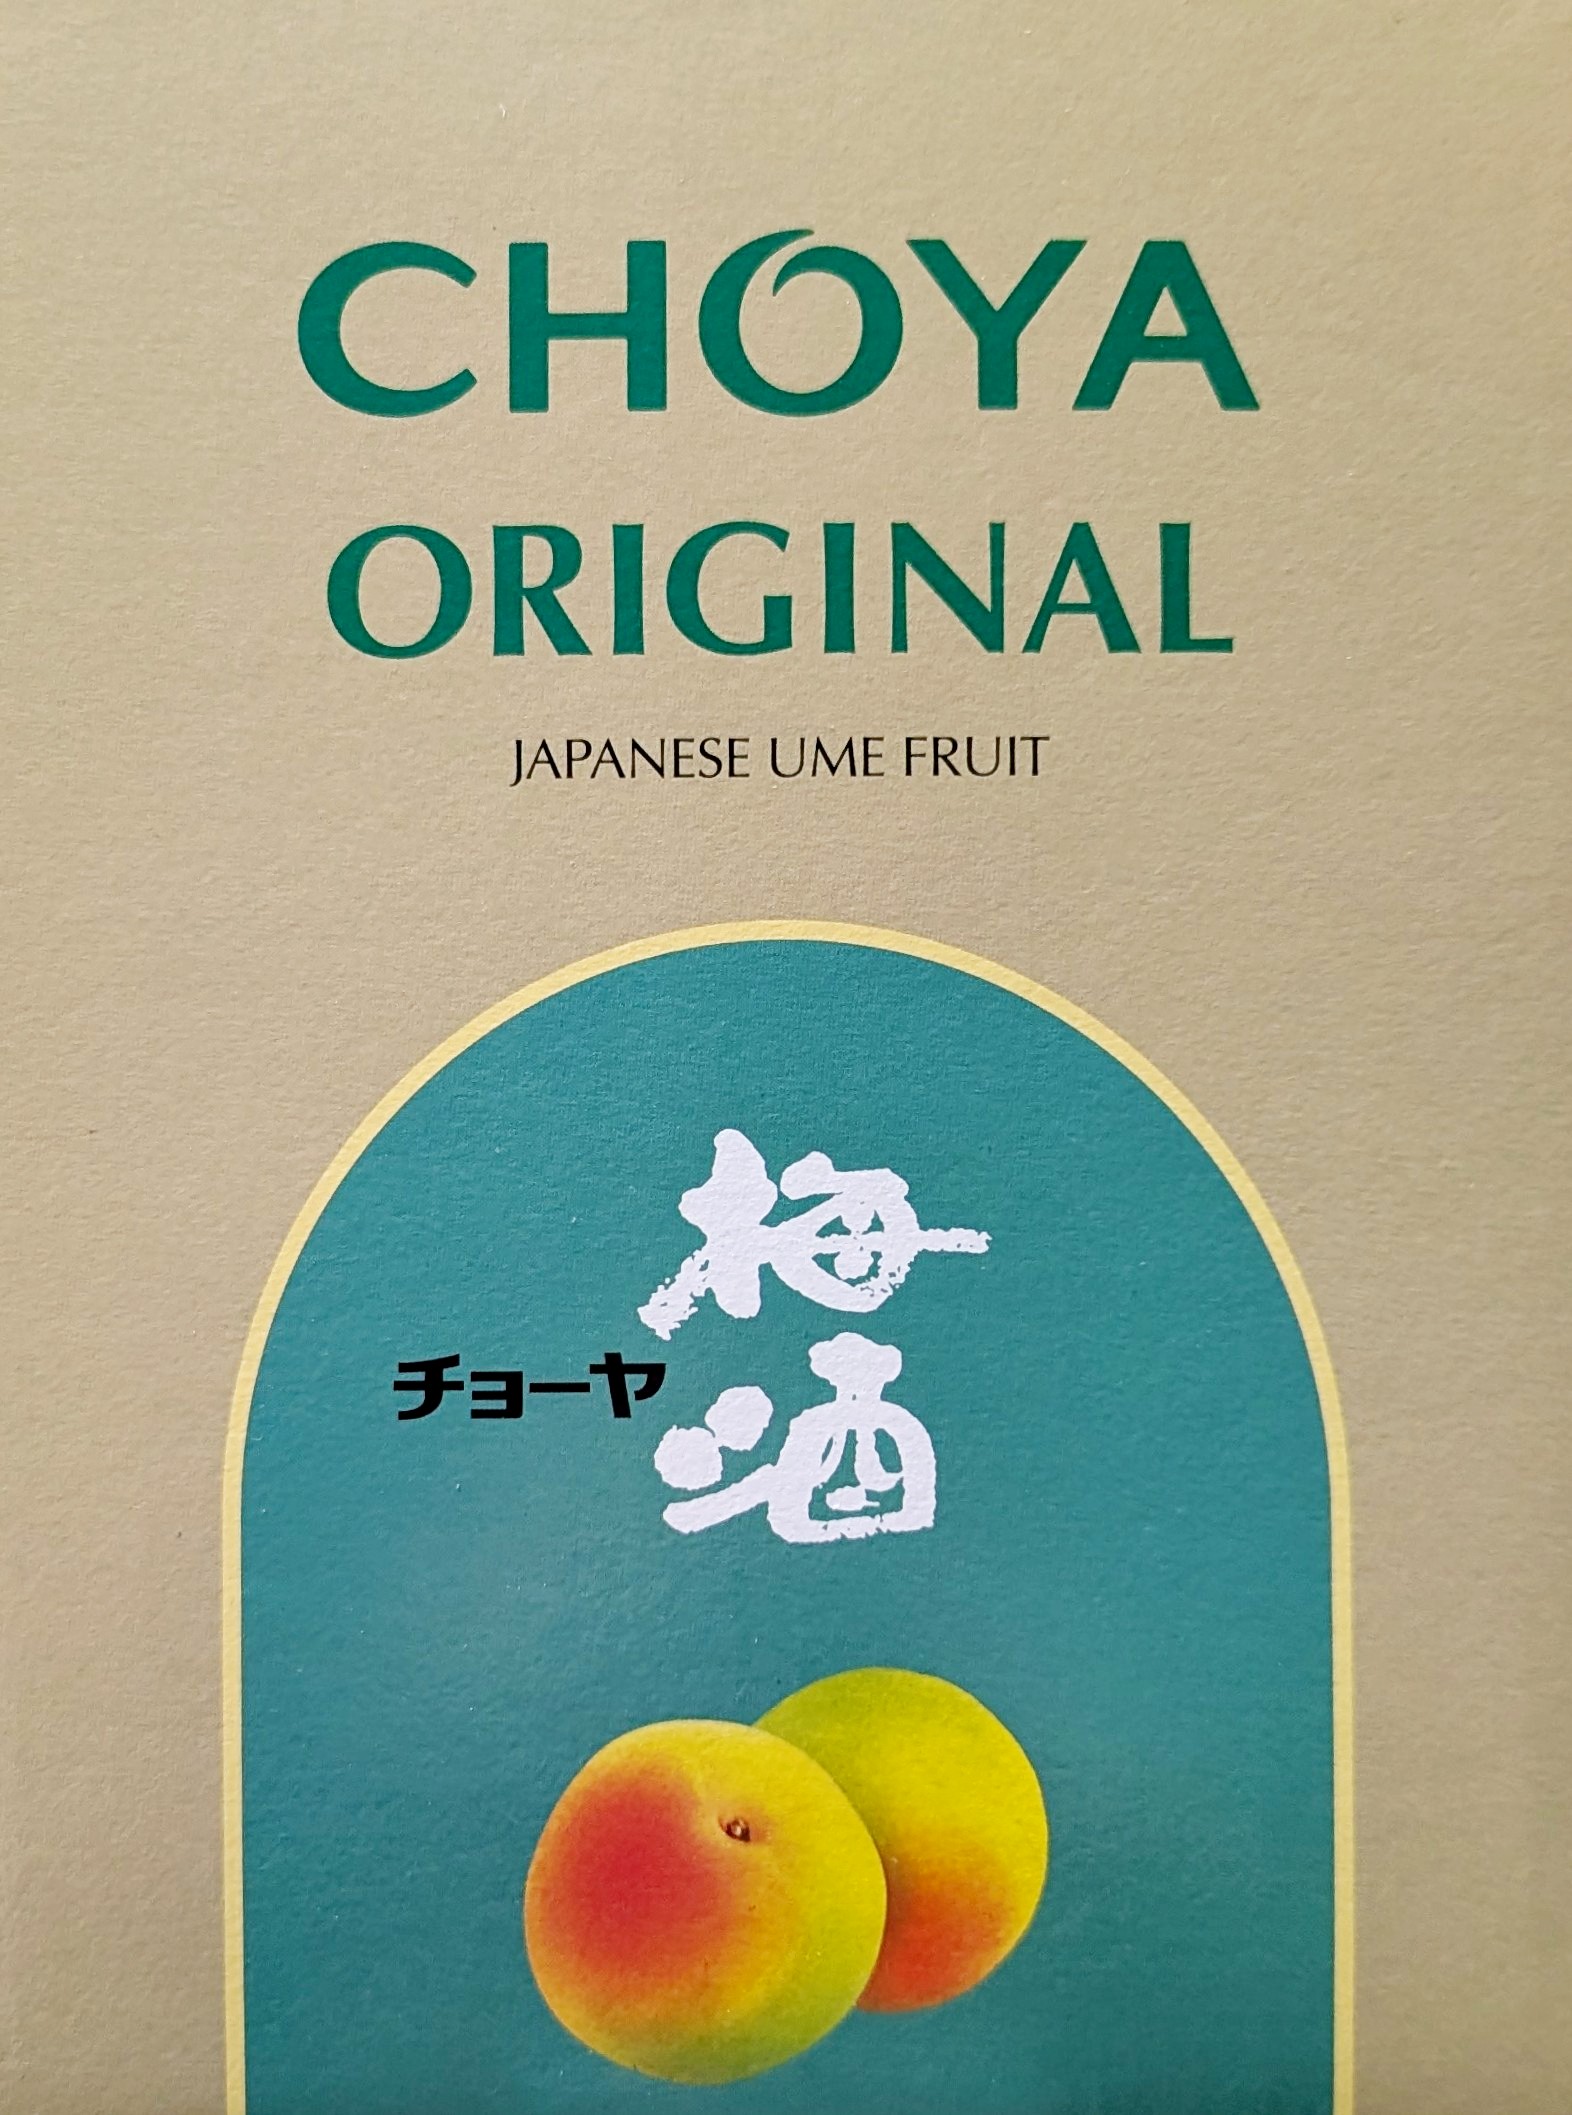 CHOYA
ORIGINAL
JAPANESE UME FRUIT
チョーヤ
梅酒